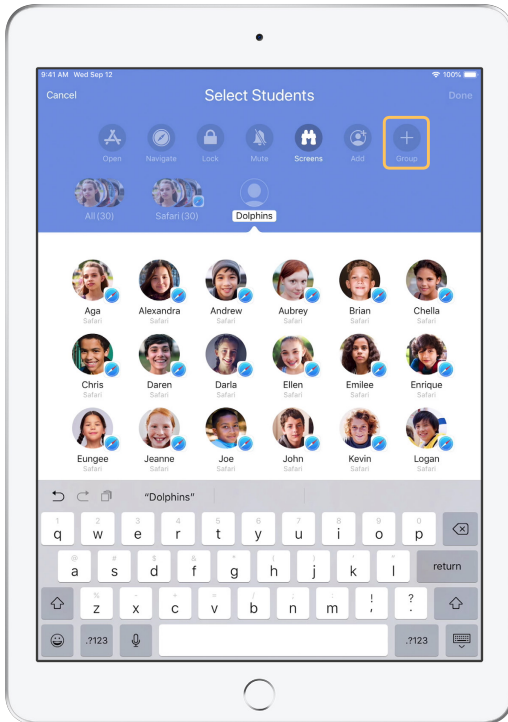 9:41 AM Wed Sep 12
100%
Cancel
Select Students
Done
Open
Navigate
Lock
Mute
Screens
Add
Group
All (30)
Safari (30)
Dolphins
Aga
Alexandra
Andrew
Aubrey
Brian
Chella
Safari
Safari
Safari
Safari
Safari
Safari
Chris
Daren
Darla
Ellen
Emilee
Enrique
Safari
Safari
Safari
Safari
Safari
Safari
Eungee
Jeanne
Joe
John
Kevin
Logan
Safari
Safari
Safari
Safari
Safari
Safari
“Dolphins”
1 2 3 4 5 6 7 8 9 0
q w e r t y u i o p
@ # $ & * ( ) ' "
a s d f g h j k l return
% - + = / ; : ! ?
z x c v b n m , .
.?123 .?123